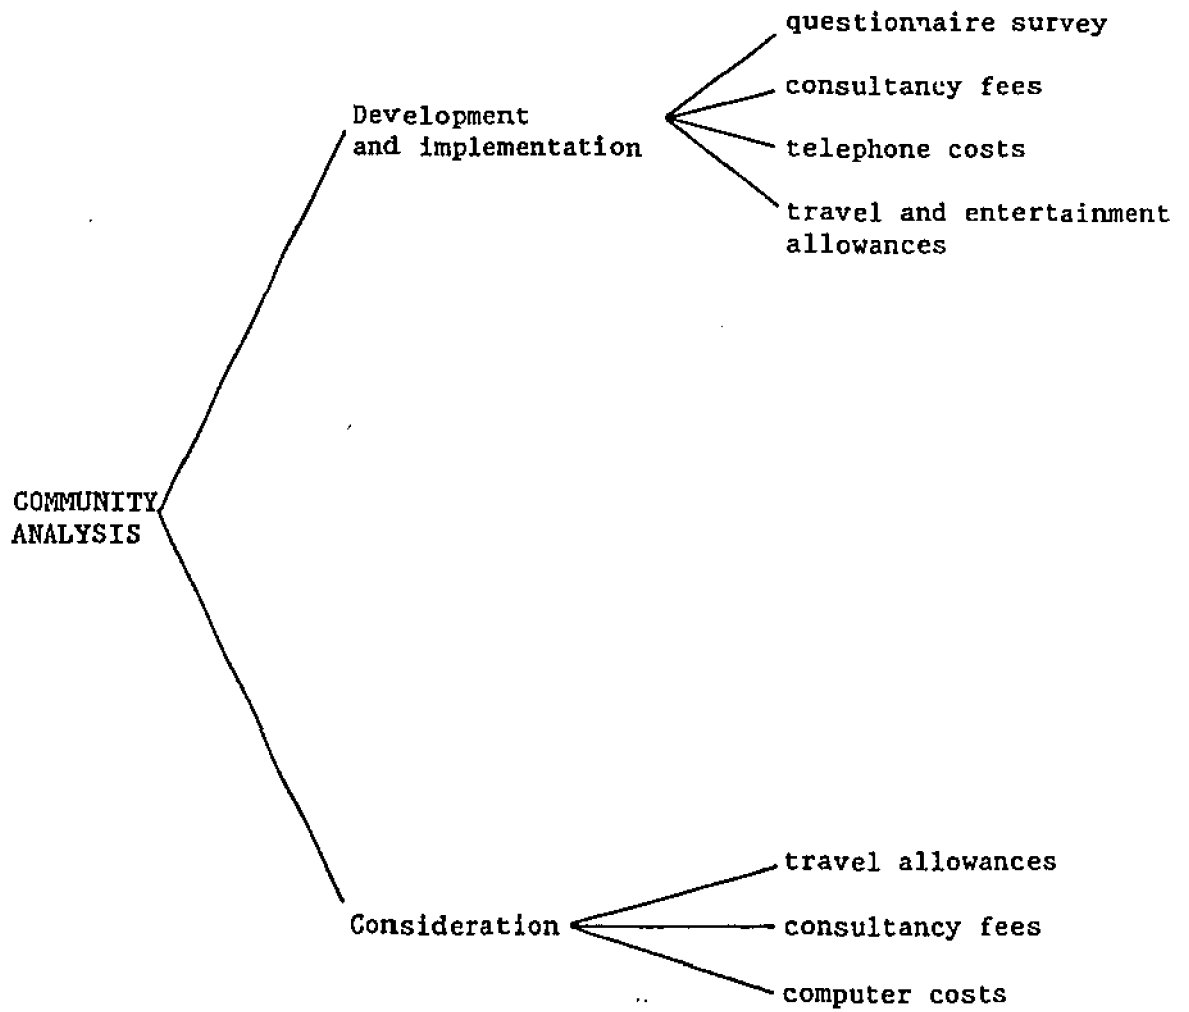 questionnaire survey
consultancy fees
Development
and implementation
telephone costs
travel and entertainment
allowances
COMMUNITY
ANALYSIS
travel allowances
Consideration
consultancy fees
computer costs